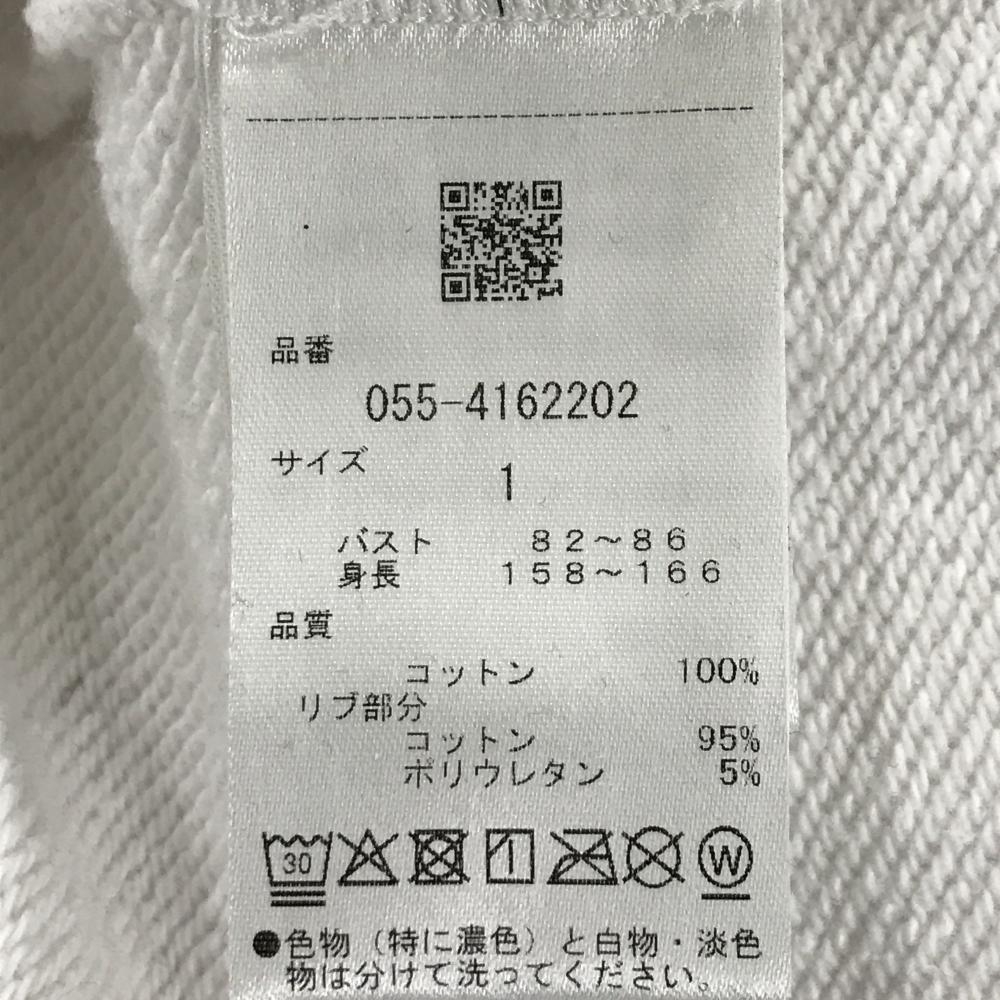 品番
055-4162202
サイズ 1
バスト 82～86
身長 158～166
品質
コットン 100%
リブ部分
コットン 95%
ポリウレタン 5%
30
W
●色物（特に濃色）と白物・淡色
物は分けて洗ってください。